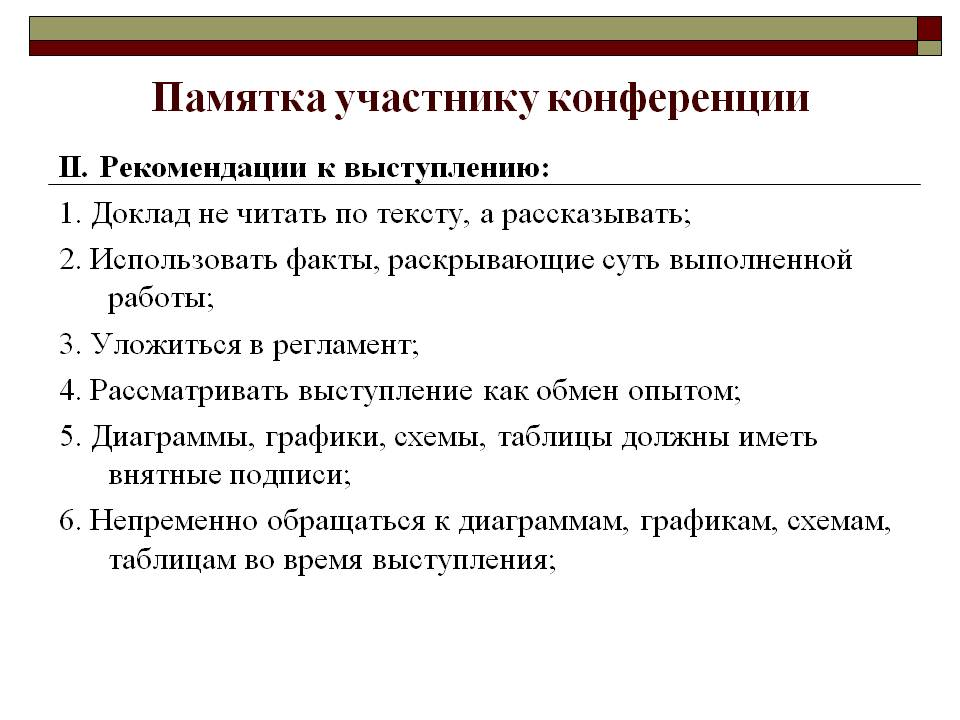 Памятка участнику конференции
II. Рекомендации к выступлению:
1. Доклад не читать по тексту, а рассказывать;
2. Использовать факты, раскрывающие суть выполненной
работы;
3. Уложиться в регламент;
4. Рассматривать выступление как обмен опытом;
5. Диаграммы, графики, схемы, таблицы должны иметь
внятные подписи;
6. Непременно обращаться к диаграммам, графикам, схемам,
таблицам во время выступления;